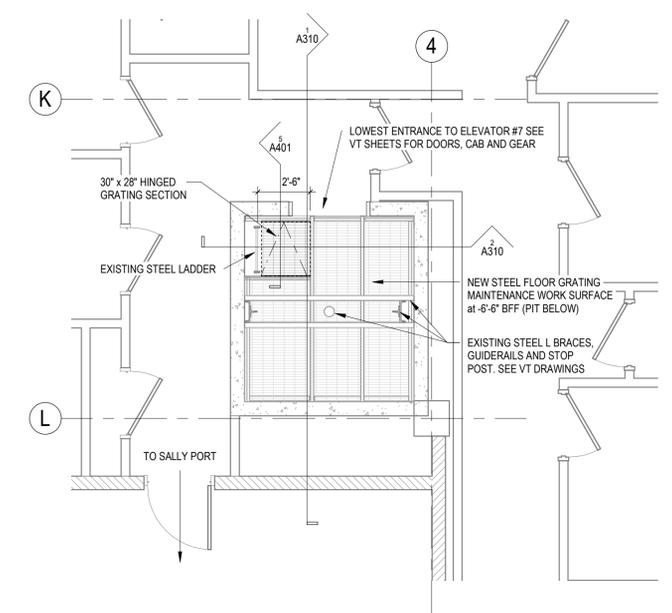 1
A310
4
K
LOWEST ENTRANCE TO ELEVATOR #7 SEE
VT SHEETS FOR DOORS, CAB AND GEAR
5
A401
2'-6"
30" x 28" HINGED
GRATING SECTION
2
A310
EXISTING STEEL LADDER
NEW STEEL FLOOR GRATING
MAINTENANCE WORK SURFACE
at -6'-6" BFF (PIT BELOW)
EXISTING STEEL L BRACES,
GUIDERAILS AND STOP
POST. SEE VT DRAWINGS
L
TO SALLY PORT